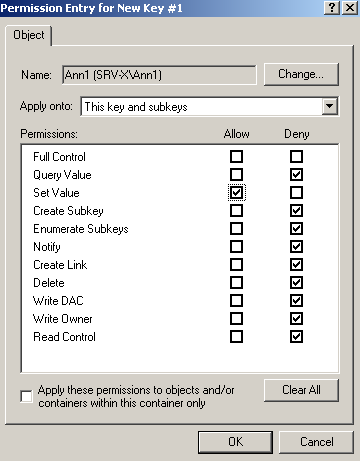 Permission Entry for New Key #1
Object
Name: Ann1 (SRV-X\Ann1) Change...
Apply onto: This key and subkeys
Permissions: Allow Deny
Full Control
Query Value
Set Value
Create Subkey
Enumerate Subkeys
Notify
Create Link
Delete
Write DAC
Write Owner
Read Control
Apply these permissions to objects and/or
containers within this container only
Clear All
OK Cancel